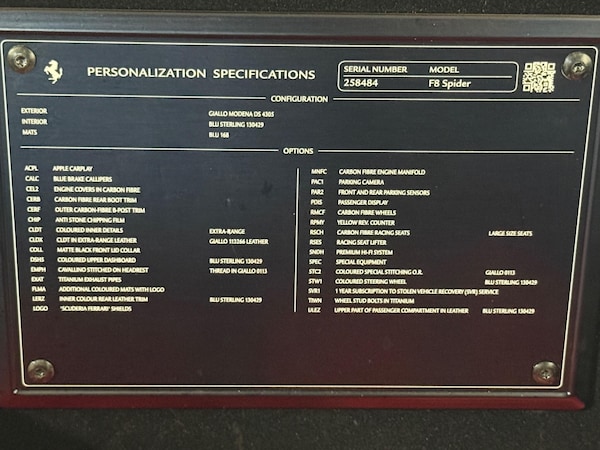 PERSONALIZATION SPECIFICATIONS
SERIAL NUMBER MODEL
258484 F8 Spider
CONFIGURATION
EXTERIOR GIALLO MODENA DS 4305
INTERIOR BLU STERLING 130429
MATS BLU 168
OPTIONS
ACPL APPLE CARPLAY
CALC BLUE BRAKE CALLIPERS
CEL2 ENGINE COVERS IN CARBON FIBRE
CERB CARBON FIBRE REAR BOOT TRIM
CERF OUTER CARBON-FIBRE B-POST TRIM
CHIP ANTI STONE CHIPPING FILM
CLDT COLOURED INNER DETAILS EXTRA-RANGE
CLDX CLDT IN EXTRA-RANGE LEATHER GIALLO 113266 LEATHER
COLL MATTE BLACK FRONT LID COLLAR
DSHS COLOURED UPPER DASHBOARD BLU STERLING 130429
EMPH CAVALLINO STITCHED ON HEADREST THREAD IN GIALLO 0113
EXAT TITANIUM EXHAUST PIPES
FLMA ADDITIONAL COLOURED MATS WITH LOGO
LERZ INNER COLOUR REAR LEATHER TRIM BLU STERLING 130429
LOGO "SCUDERIA FERRARI" SHIELDS
MNFC CARBON FIBRE ENGINE MANIFOLD
PAC1 PARKING CAMERA
PAR2 FRONT AND REAR PARKING SENSORS
PDIS PASSENGER DISPLAY
RMCF CARBON FIBRE WHEELS
RPMY YELLOW REV. COUNTER
RSCH CARBON FIBRE RACING SEATS LARGE SIZE SEATS
RSES RACING SEAT LIFTER
SNDH PREMIUM HI-FI SYSTEM
SPEC SPECIAL EQUIPMENT
STC2 COLOURED SPECIAL STITCHING O.R. GIALLO 0113
STW1 COLOURED STEERING WHEEL BLU STERLING 130429
SVR1 1 YEAR SUBSCRIPTION TO STOLEN VEHICLE RECOVERY (SVR) SERVICE
TIWN WHEEL STUD BOLTS IN TITANIUM
ULEZ UPPER PART OF PASSENGER COMPARTMENT IN LEATHER BLU STERLING 130429